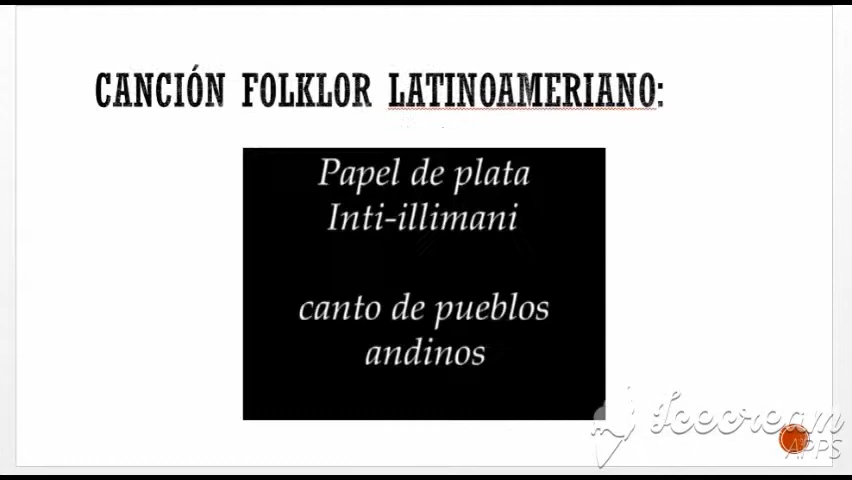 CANCIÓN FOLKLOR LATINOAMERIANO:
Papel de plata
Inti-illimani
canto de pueblos
andinos
Icecream
APPS